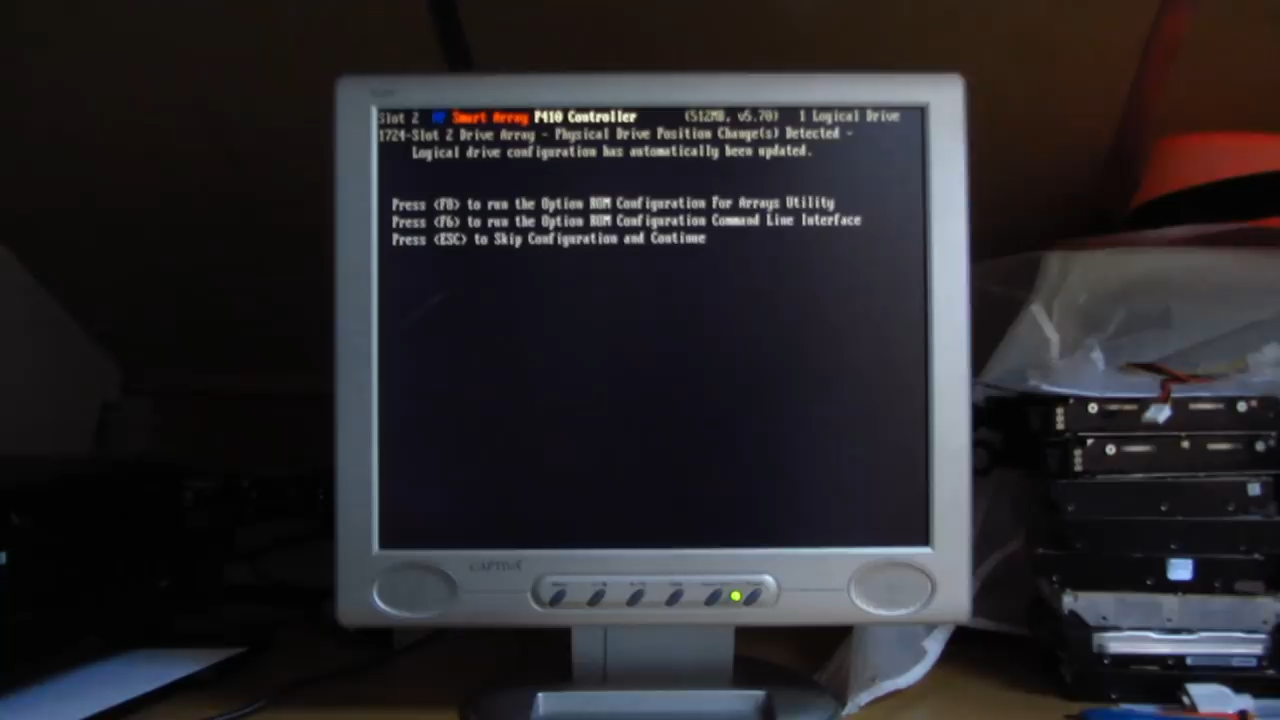 Slot 2 HP Smart Array P410 Controller (512MB, v5.70) 1 Logical Drive
1724-Slot 2 Drive Array - Physical Drive Position Change(s) Detected -
Logical drive configuration has automatically been updated.
Press <F8> to run the Option ROM Configuration For Arrays Utility
Press <F6> to run the Option ROM Configuration Command Line Interface
Press <ESC> to Skip Configuration and Continue
CAPTIVA